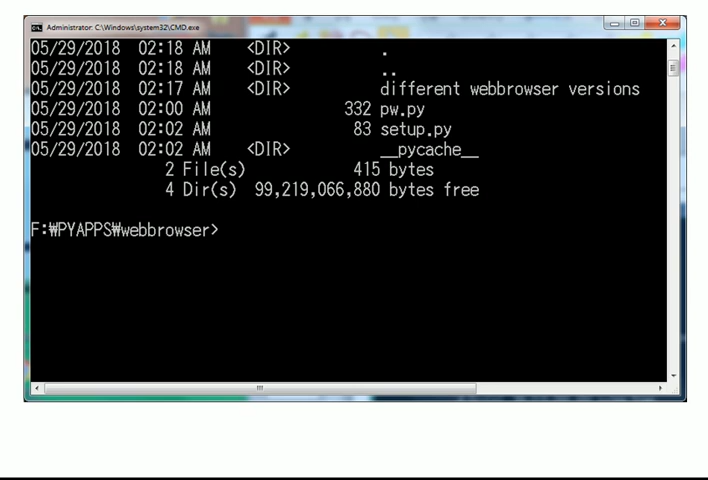 Administrator: C:\Windows\system32\CMD.exe
05/29/2018 02:18 AM <DIR> .
05/29/2018 02:18 AM <DIR> ..
05/29/2018 02:17 AM <DIR> different webbrowser versions
05/29/2018 02:00 AM 332 pw.py
05/29/2018 02:02 AM 83 setup.py
05/29/2018 02:02 AM <DIR> __pycache__
2 File(s) 415 bytes
4 Dir(s) 99,219,066,880 bytes free
F:₩PYAPPS₩webbrowser>